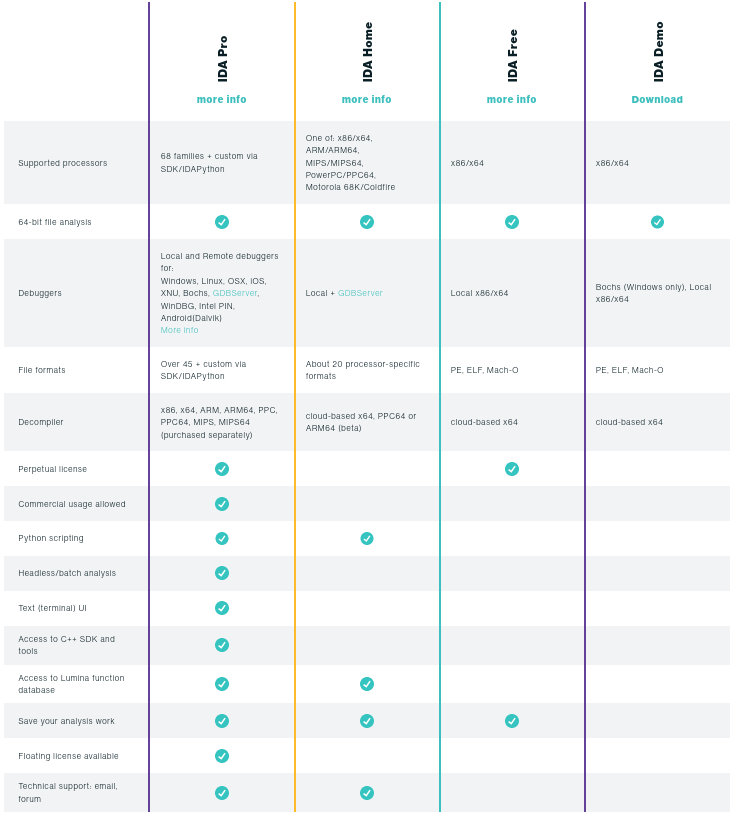 IDA Pro
IDA Home
IDA Free
IDA Demo
more info
more info
more info
Download
Supported processors
68 families + custom via
SDK/IDAPython
One of: x86/x64,
ARM/ARM64,
MIPS/MIPS64,
PowerPC/PPC64,
Motorola 68K/Coldfire
x86/x64
x86/x64
64-bit file analysis
Debuggers
Local and Remote debuggers
for:
Windows, Linux, OSX, iOS,
XNU, Bochs, GDBServer,
WinDBG, Intel PIN,
Android(Dalvik)
More info
Local + GDBServer
Local x86/x64
Bochs (Windows only), Local
x86/x64
File formats
Over 45 + custom via
SDK/IDAPython
About 20 processor-specific
formats
PE, ELF, Mach-O
PE, ELF, Mach-O
Decompiler
x86, x64, ARM, ARM64, PPC,
PPC64, MIPS, MIPS64
(purchased separately)
cloud-based x64, PPC64 or
ARM64 (beta)
cloud-based x64
cloud-based x64
Perpetual license
Commercial usage allowed
Python scripting
Headless/batch analysis
Text (terminal) UI
Access to C++ SDK and
tools
Access to Lumina function
database
Save your analysis work
Floating license available
Technical support: email,
forum